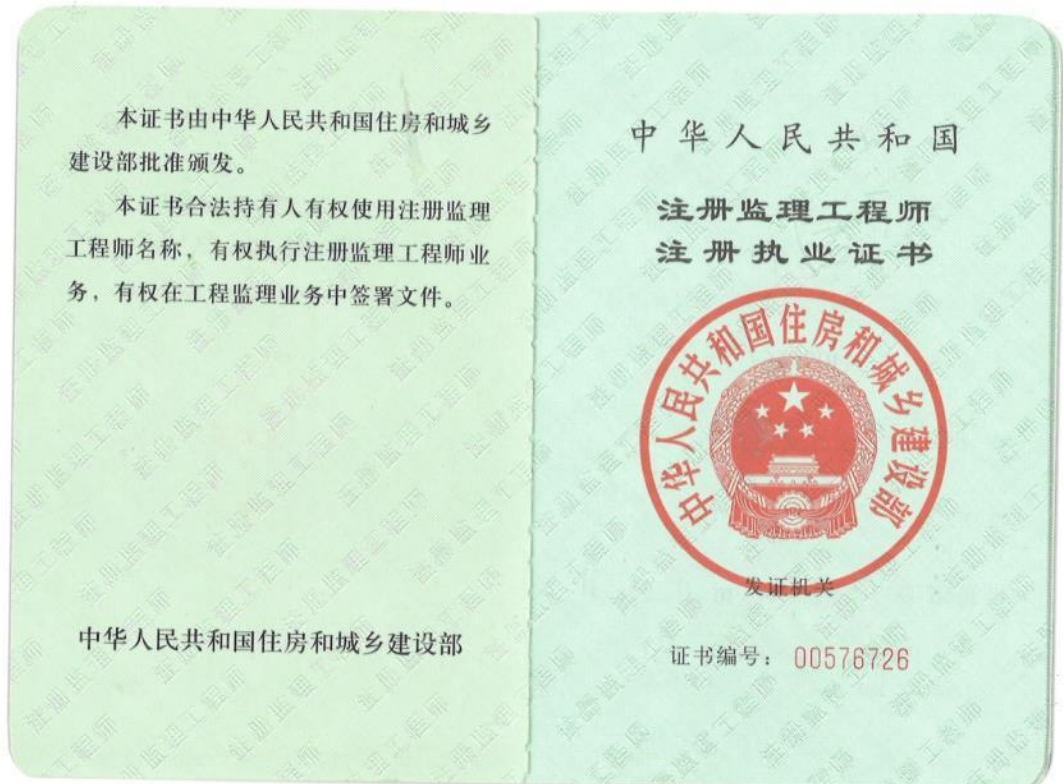 本证书由中华人民共和国住房和城乡
建设部批准颁发。
本证书合法持有人有权使用注册监理
工程师名称，有权执行注册监理工程师业
务，有权在工程监理业务中签署文件。
中华人民共和国住房和城乡建设部
中华人民共和国
注册监理工程师
注册执业证书
中华人民共和国住房和城乡建设部
发证机关
证书编号：00576726